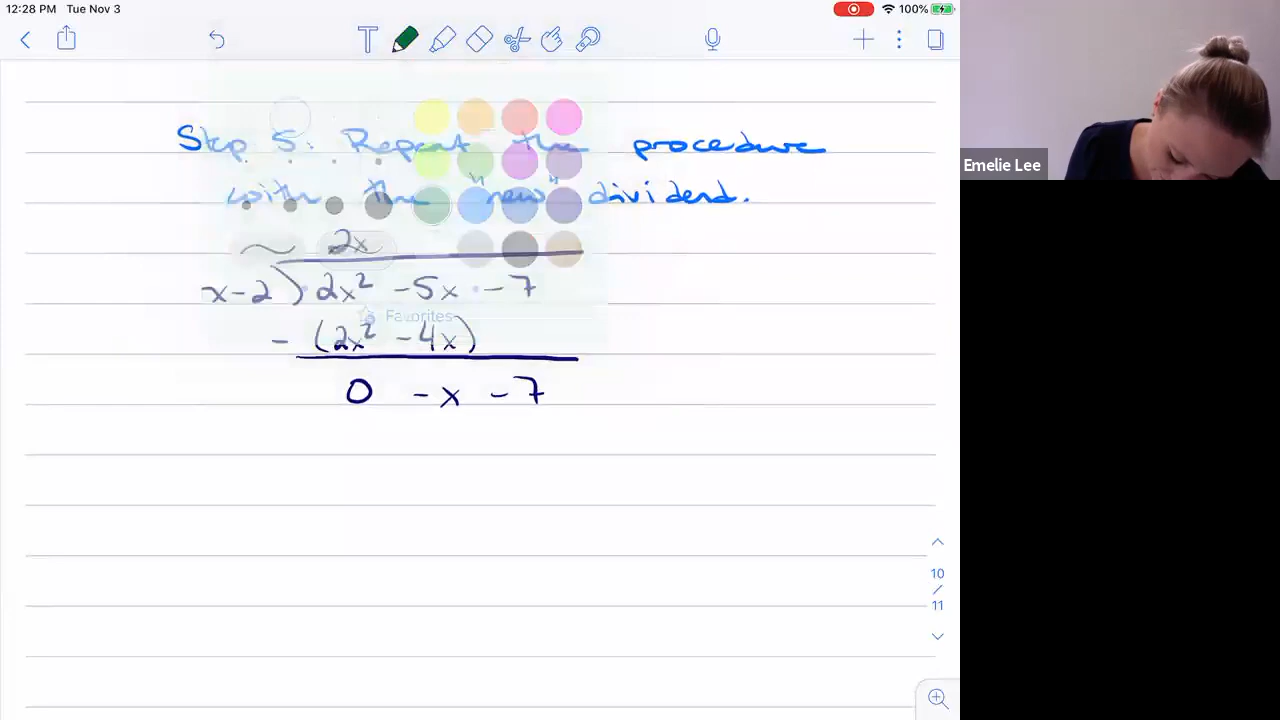 12:28 PM Tue Nov 3
100%
T
Step 5: Repeat the procedure
with the "new" dividend.
2x
x-2) 2x² -5x -7
Favorites
- (2x² -4x)
0 -x -7
Emelie Lee
10
/
11